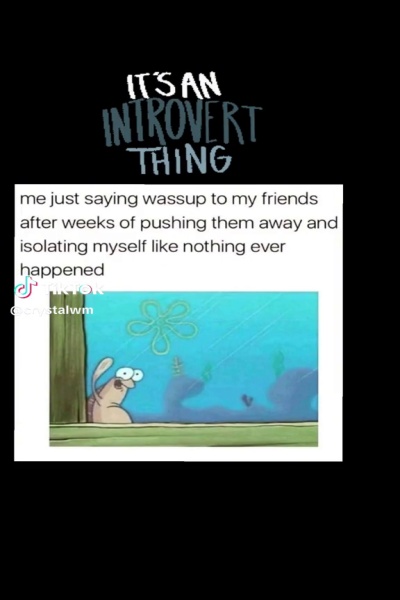 IT'S AN
INTROVERT
THING
me just saying wassup to my friends
after weeks of pushing them away and
isolating myself like nothing ever
happened
TikTok
@crystalwm